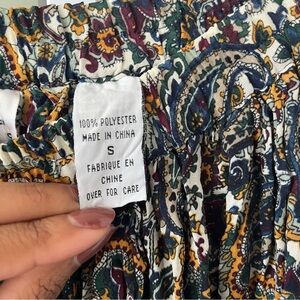 100% POLYESTER
MADE IN CHINA
S
FABRIQUE EN
CHINE
OVER FOR CARE
S